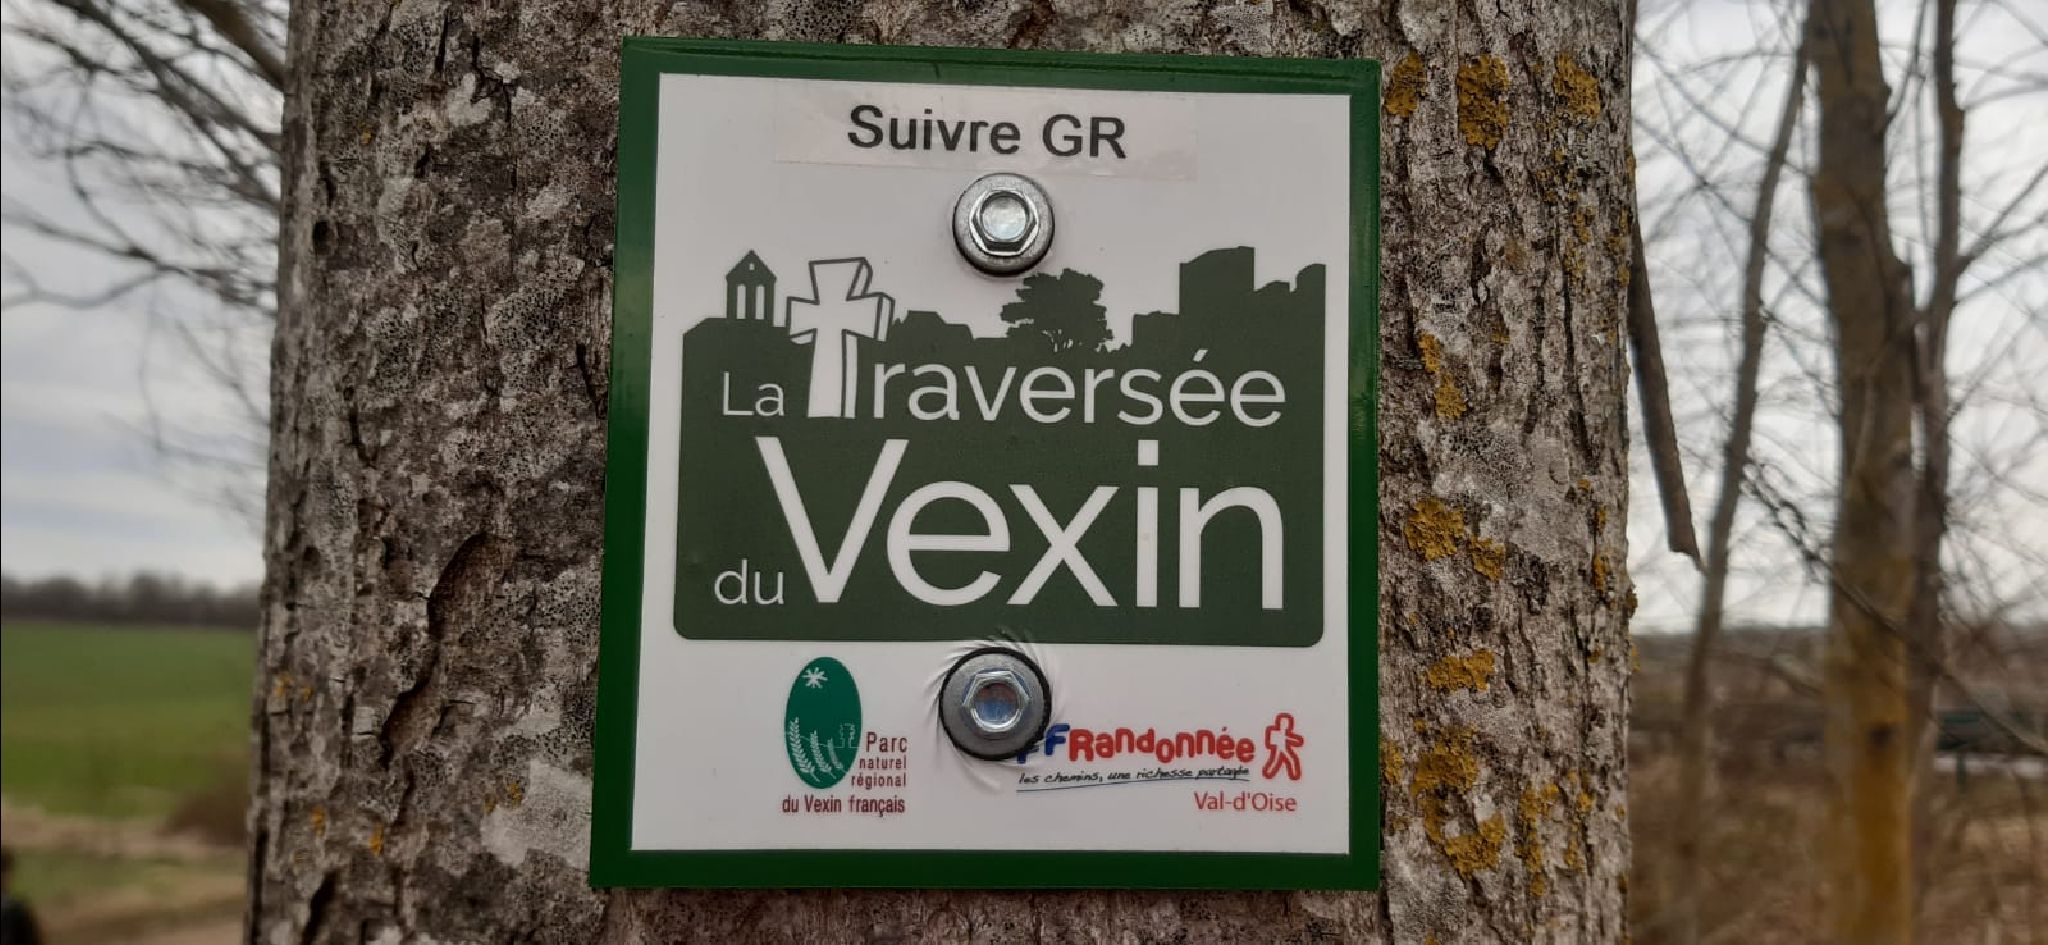 Suivre GR
La Traversée
du Vexin
Parc
naturel
régional
du Vexin français
FFRandonnée
les chemins, une richesse partagée
Val-d'Oise